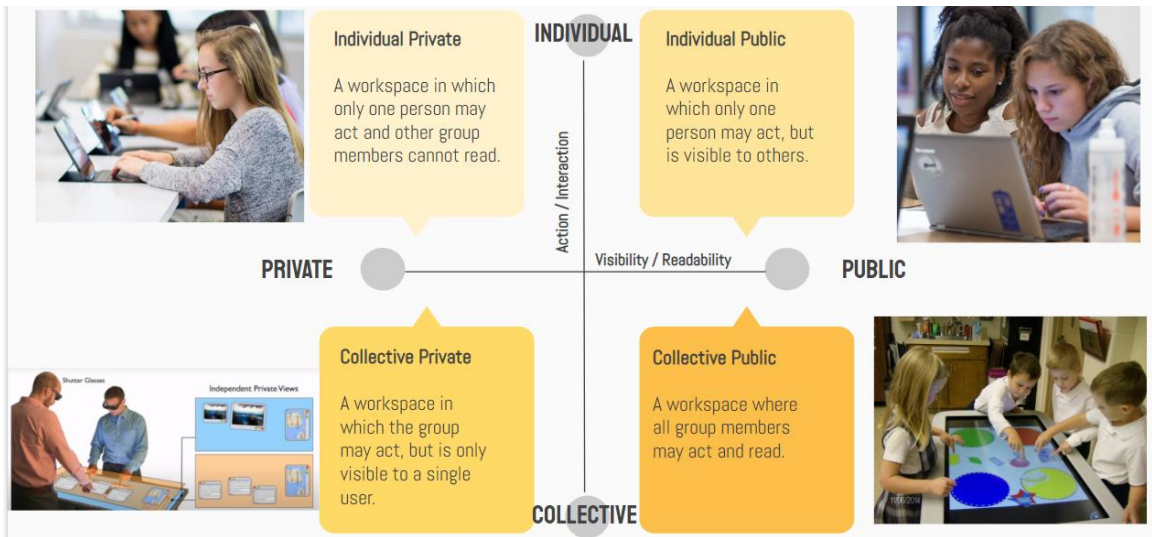 INDIVIDUAL
Individual Private
A workspace in which
only one person may
act and other group
members cannot read.
Individual Public
A workspace in
which only one
person may act, but
is visible to others.
Action / Interaction
Visibility / Readability
PRIVATE
PUBLIC
Shutter Glasses
Independent Private Views
Collective Private
A workspace in
which the group
may act, but is only
visible to a single
user.
Collective Public
A workspace where
all group members
may act and read.
COLLECTIVE